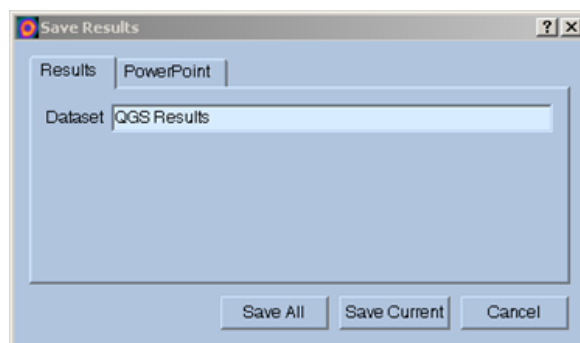 Save Results
Results PowerPoint
Dataset QGS Results
Save All Save Current Cancel